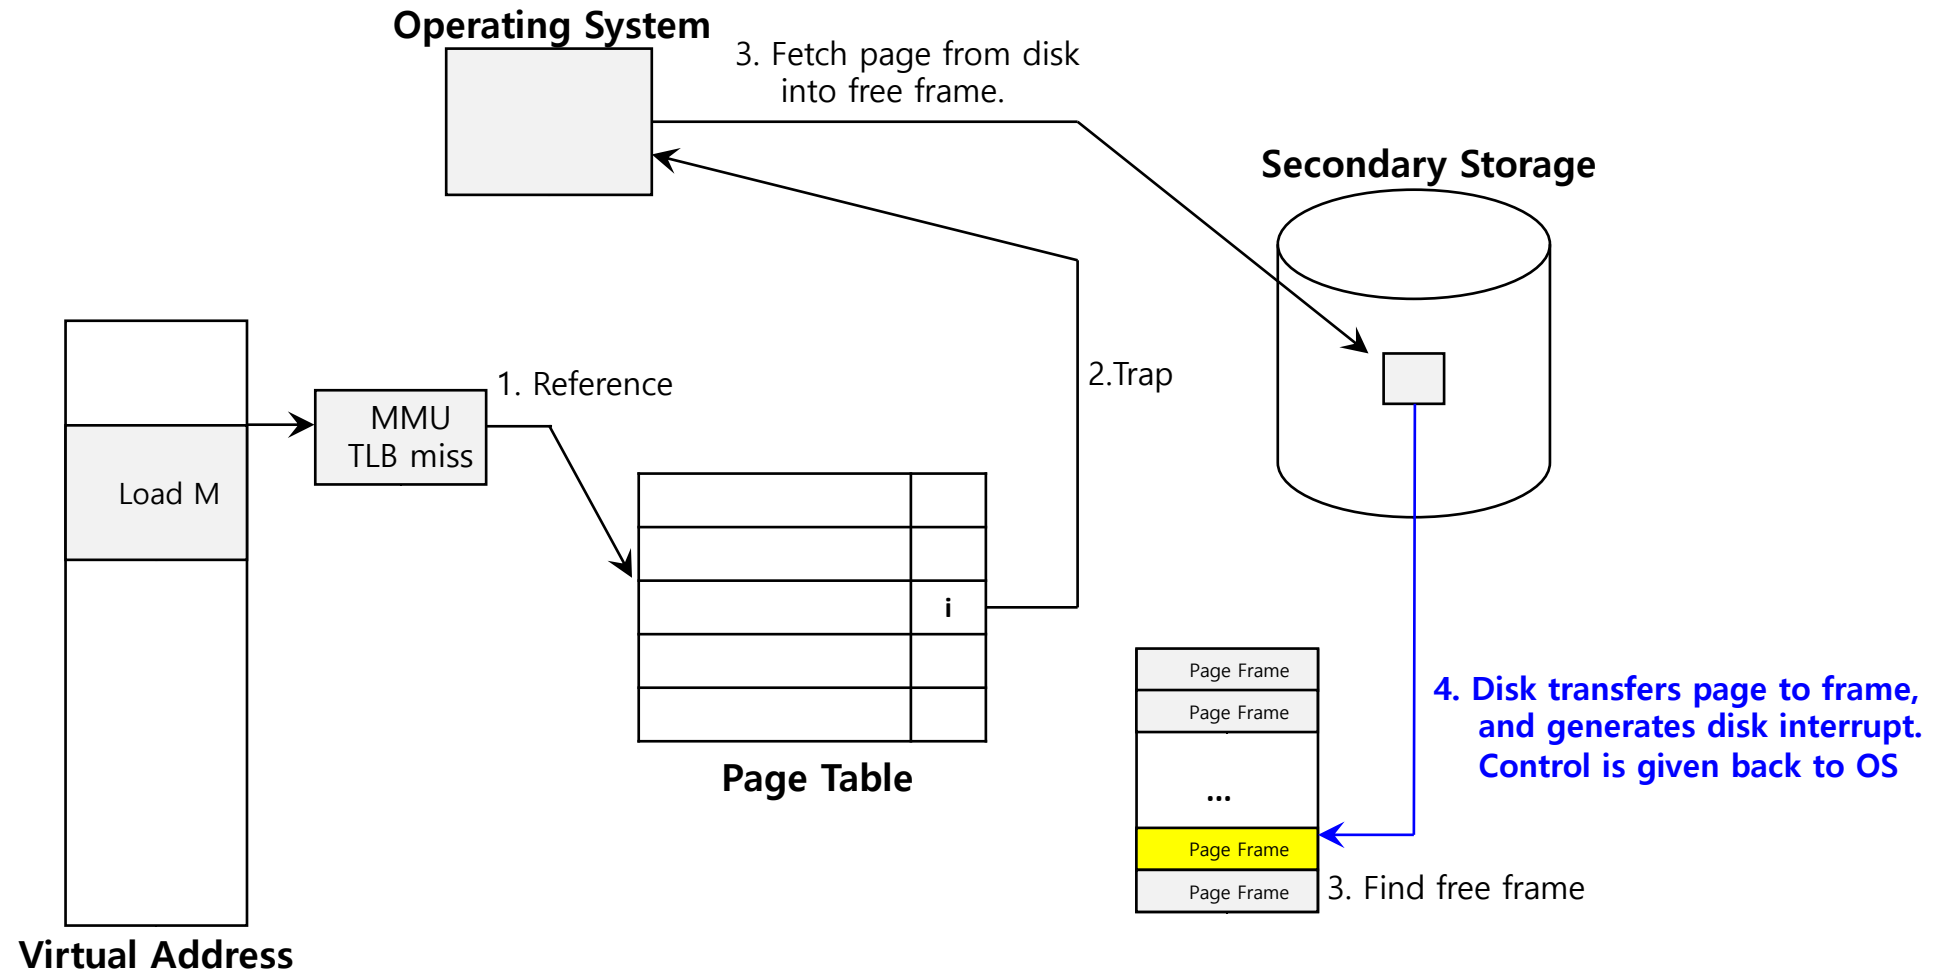 Operating System
3. Fetch page from disk
into free frame.
Secondary Storage
1. Reference
2.Trap
MMU
TLB miss
Load M
i
Page Table
Page Frame
Page Frame
...
Page Frame
Page Frame
4. Disk transfers page to frame,
and generates disk interrupt.
Control is given back to OS
3. Find free frame
Virtual Address